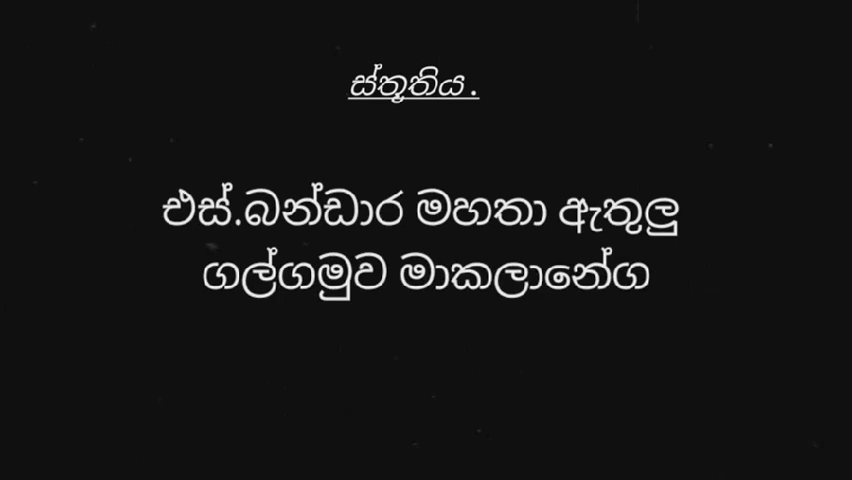 ස්තූතිය.
එස්.බන්ඩාර මහතා ඇතුලු
ගල්ගමුව මාකලානේග